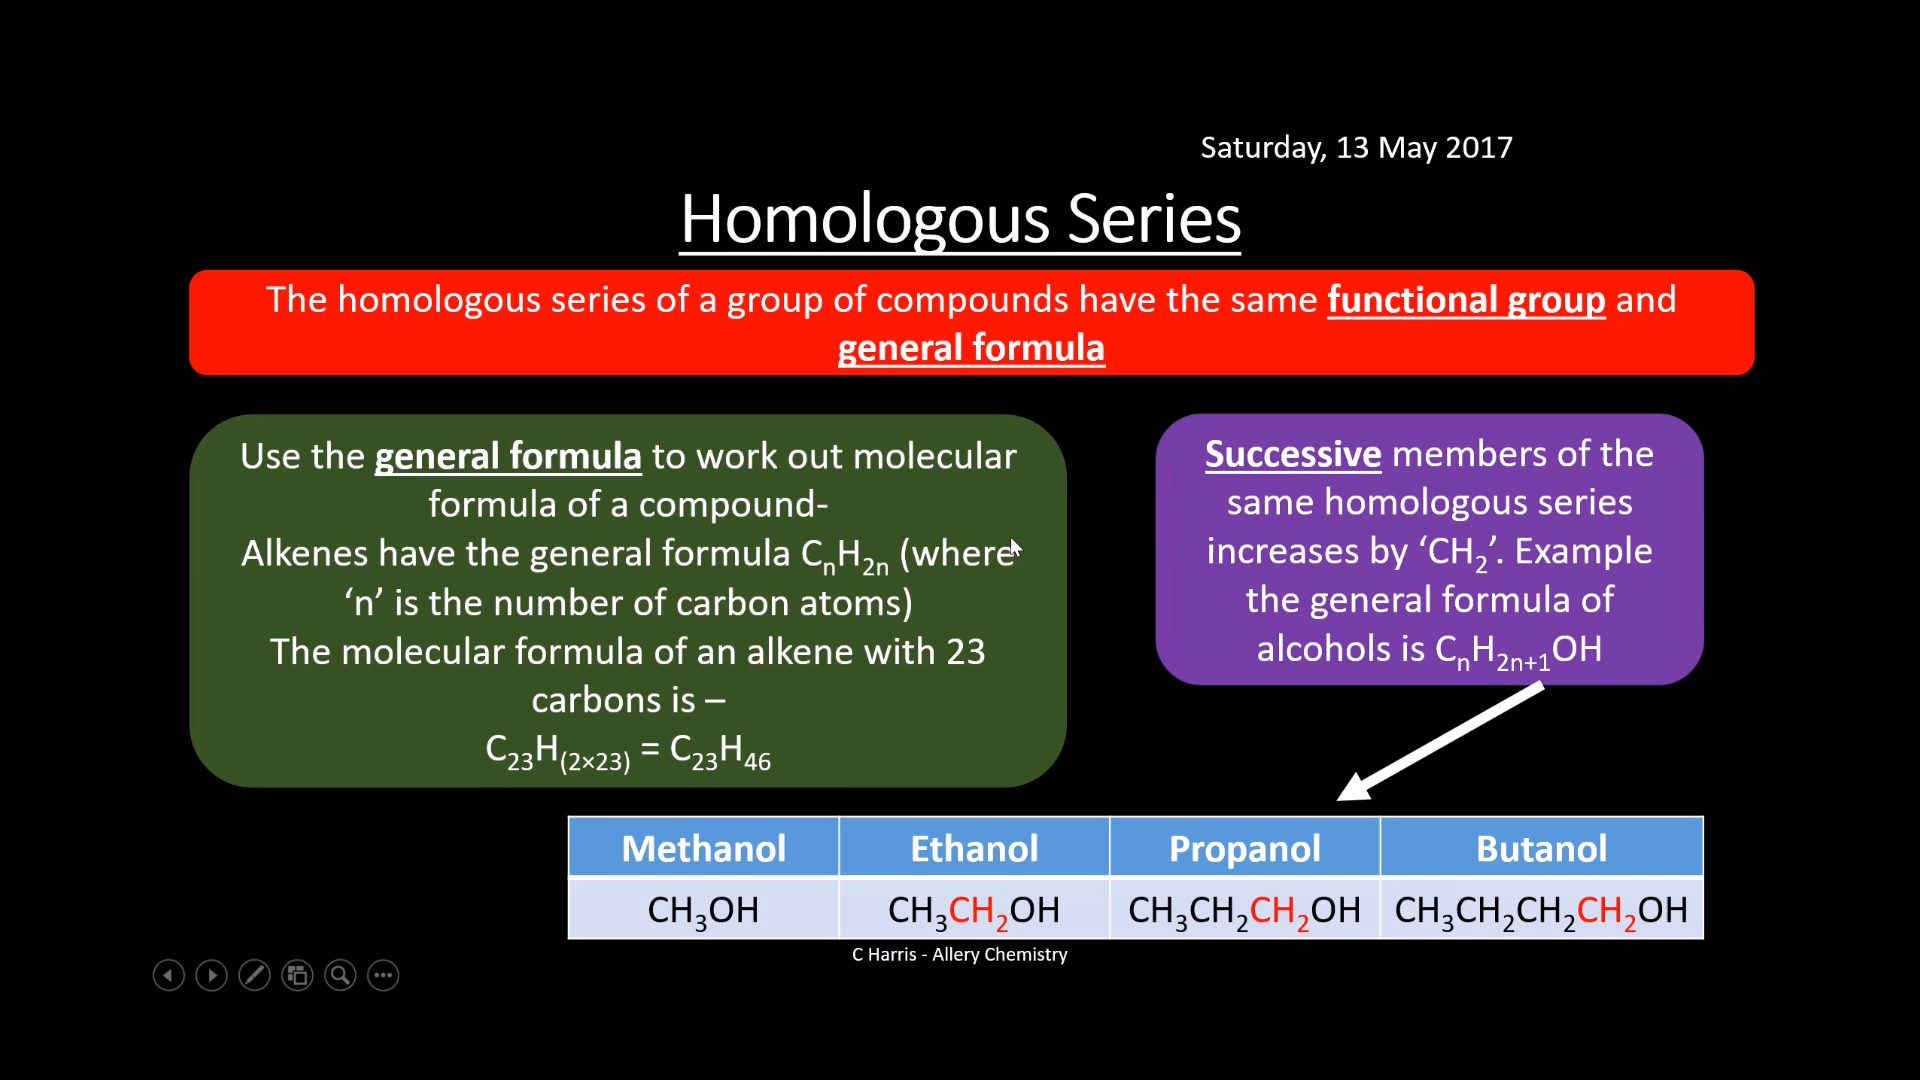 Saturday, 13 May 2017
Homologous Series
The homologous series of a group of compounds have the same functional group and
general formula
Use the general formula to work out molecular
formula of a compound-
Alkenes have the general formula CₙH₂ₙ (where
‘n’ is the number of carbon atoms)
The molecular formula of an alkene with 23
carbons is –
C₂₃H₍₂ₓ₂₃₎ = C₂₃H₄₆
Successive members of the
same homologous series
increases by ‘CH₂’. Example
the general formula of
alcohols is CₙH₂ₙ₊₁OH
Methanol Ethanol Propanol Butanol
CH₃OH CH₃CH₂OH CH₃CH₂CH₂OH CH₃CH₂CH₂CH₂OH
C Harris - Allery Chemistry